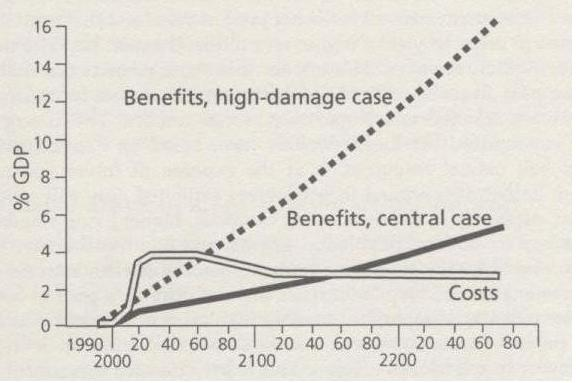 16
14
12
10
8
6
4
2
0
% GDP
Benefits, high-damage case
Benefits, central case
Costs
1990 20 40 60 80 20 40 60 80 20 40 60 80
2000 2100 2200